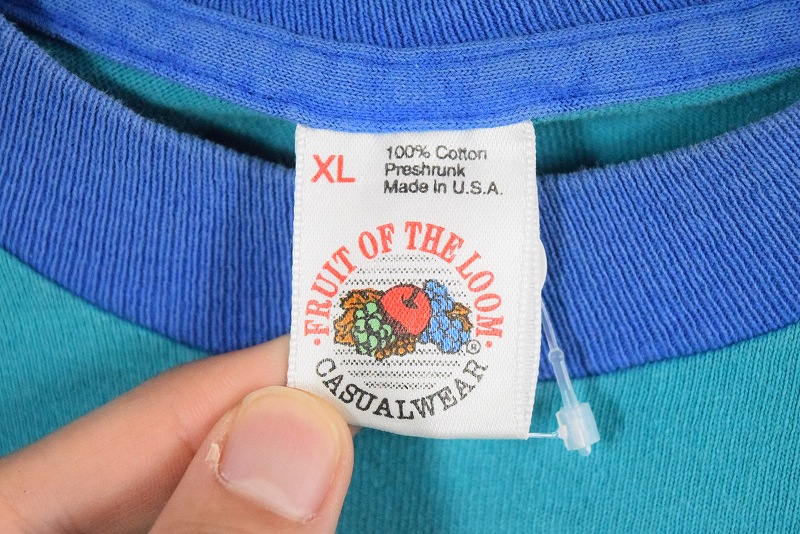 XL
100% Cotton
Preshrunk
Made In U.S.A.
·FRUIT OF THE LOOM·
®
CASUALWEAR